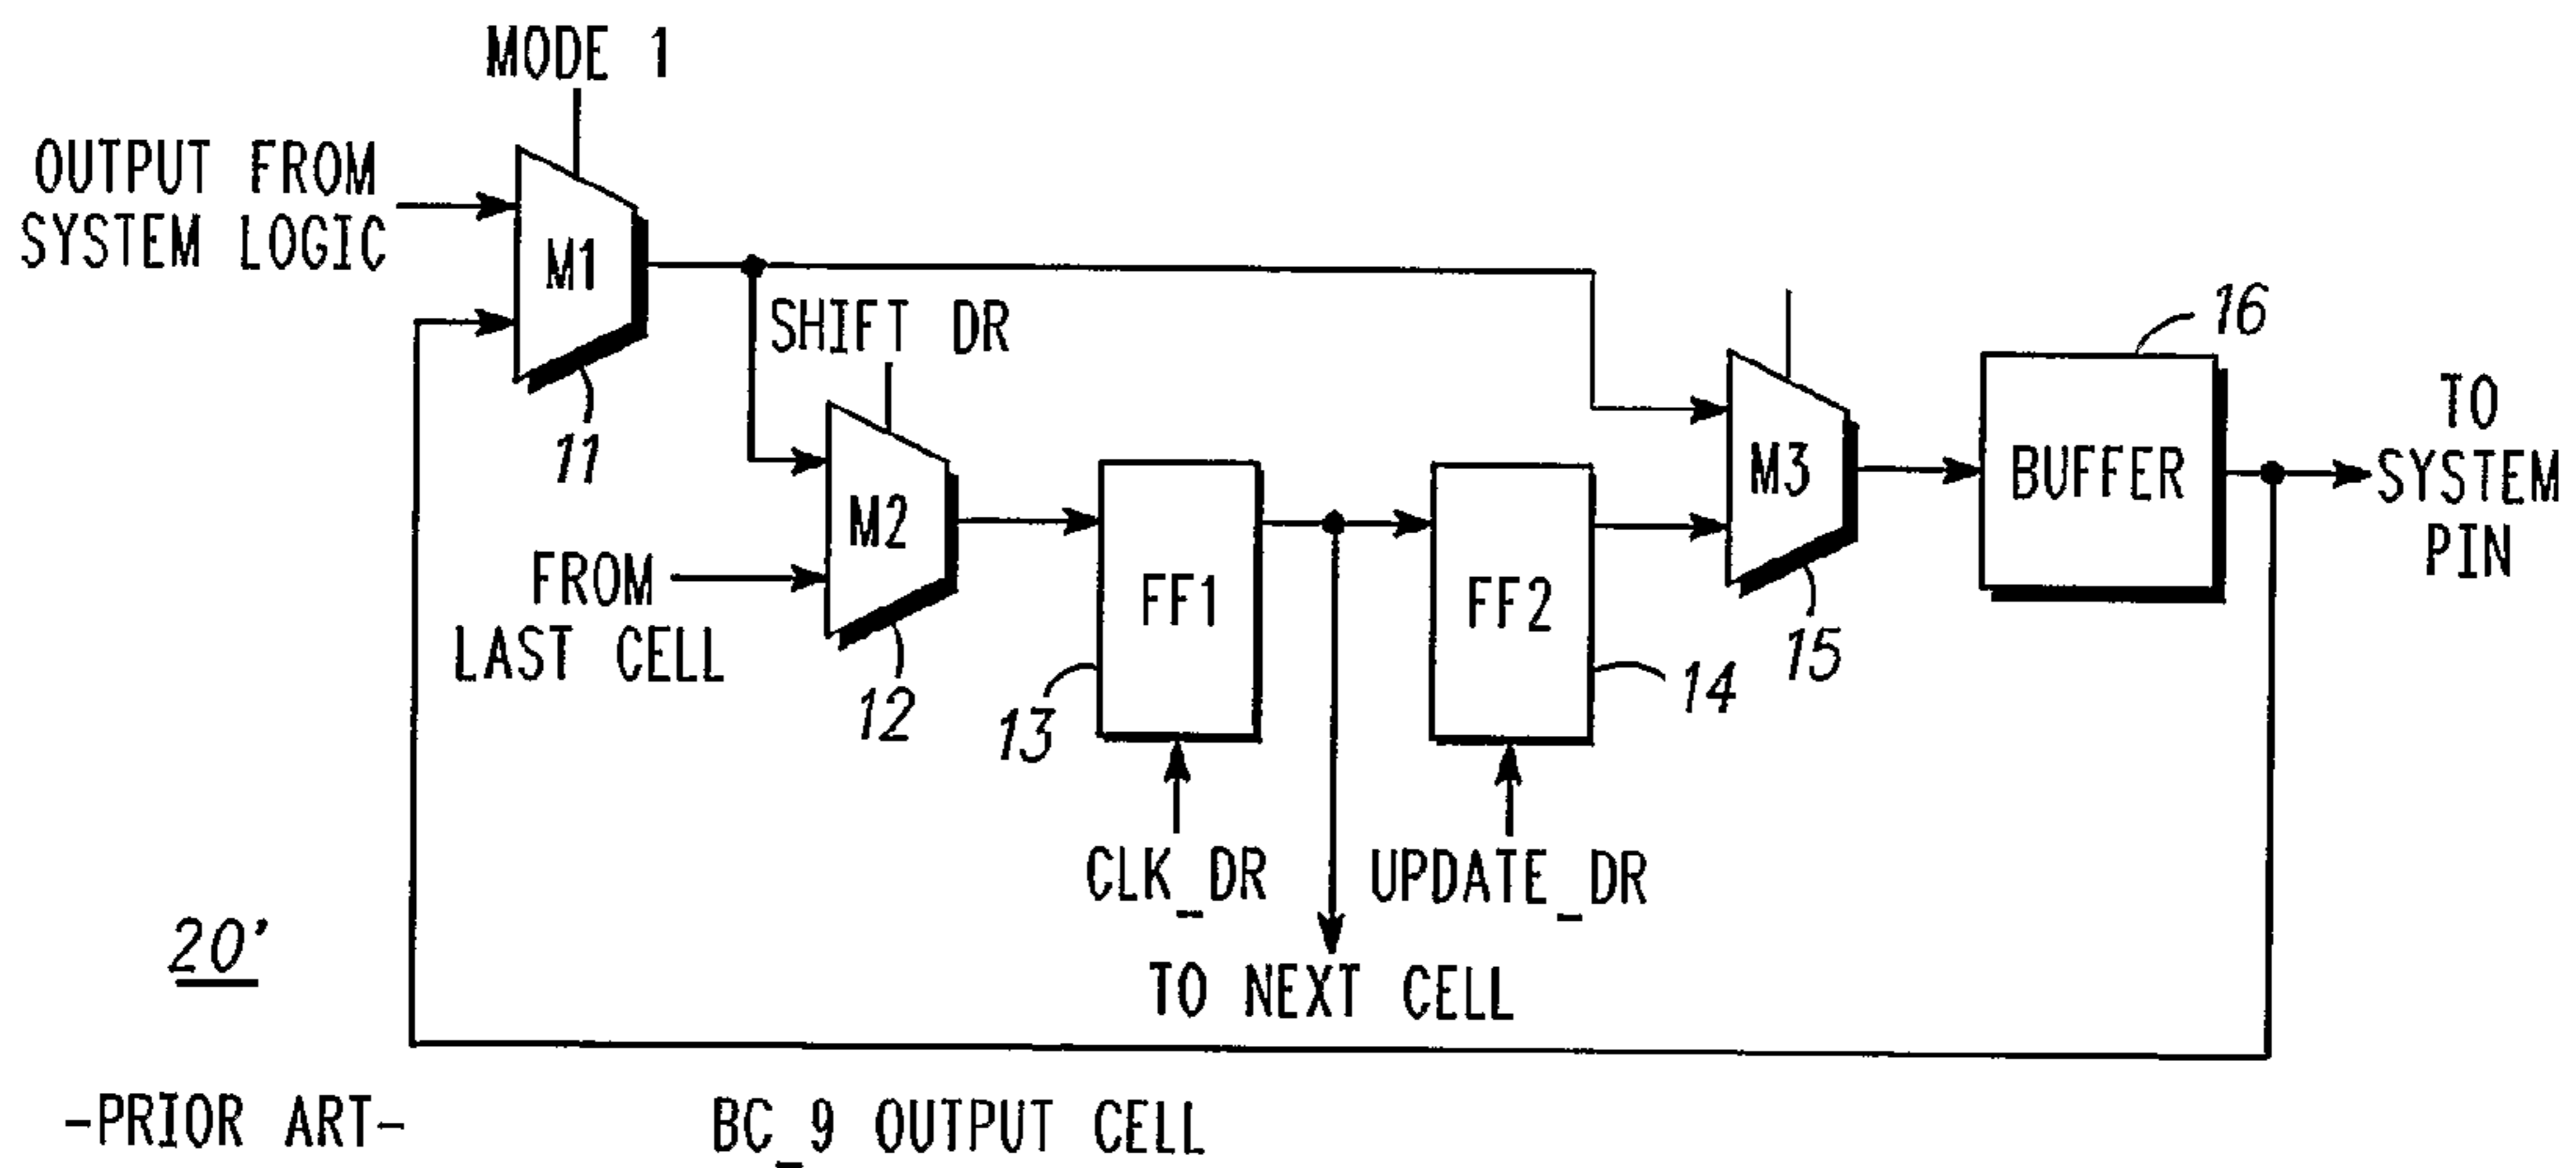 MODE 1
OUTPUT FROM
SYSTEM LOGIC
M1
11
SHIFT DR
M2
12
FROM
LAST CELL
FF1
13
CLK_DR
TO NEXT CELL
FF2
14
UPDATE_DR
M3
15
BUFFER
16
TO
SYSTEM
PIN
20'
-PRIOR ART-
BC_9 OUTPUT CELL